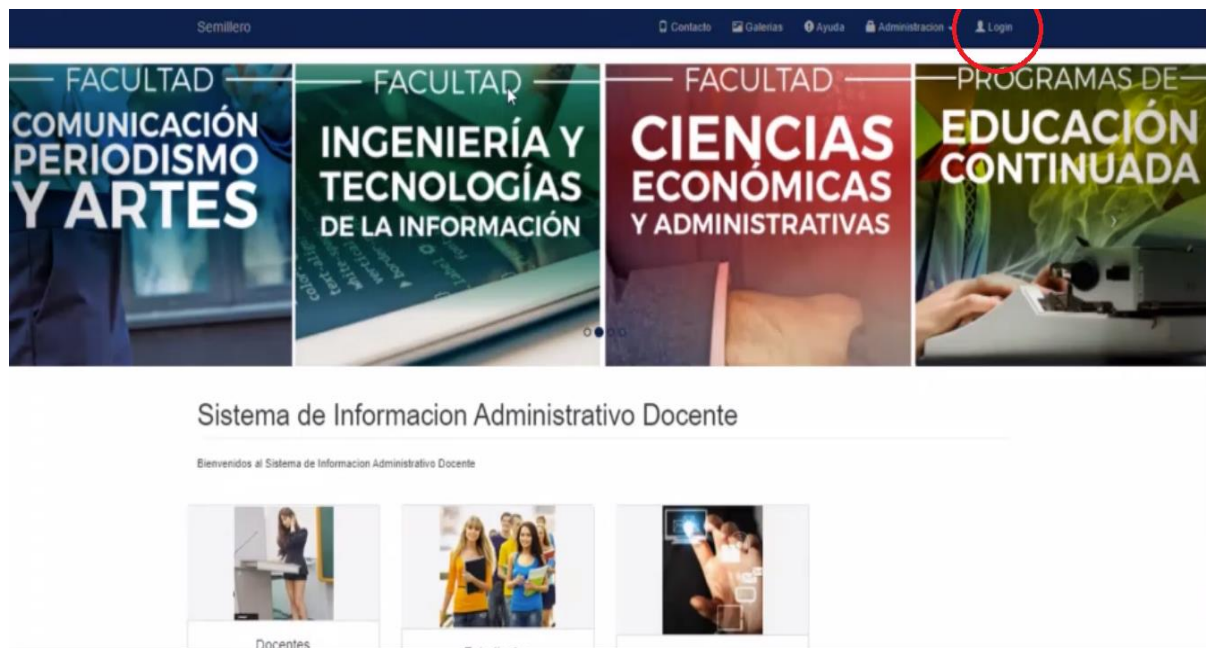 Semillero
Contacto
Galerias
Ayuda
Administracion
Login
FACULTAD
COMUNICACIÓN
PERIODISMO
Y ARTES
FACULTAD
INGENIERÍA Y
TECNOLOGÍAS
DE LA INFORMACIÓN
FACULTAD
CIENCIAS
ECONÓMICAS
Y ADMINISTRATIVAS
PROGRAMAS DE
EDUCACIÓN
CONTINUADA
Sistema de Informacion Administrativo Docente
Bienvenidos al Sistema de Informacion Administrativo Docente
Docentes